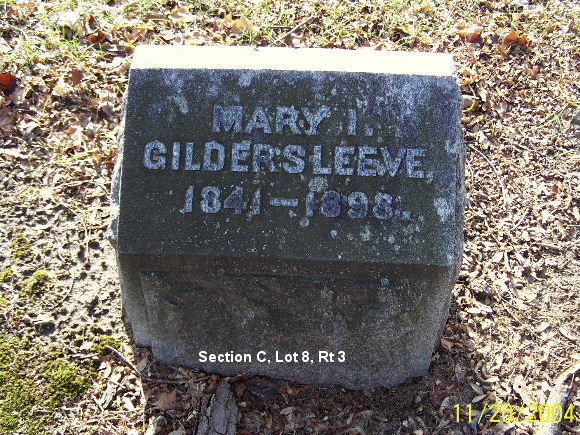 MARY I.
GILDERSLEEVE,
1841—1898.
Section C, Lot 8, Rt 3
11/20/2004